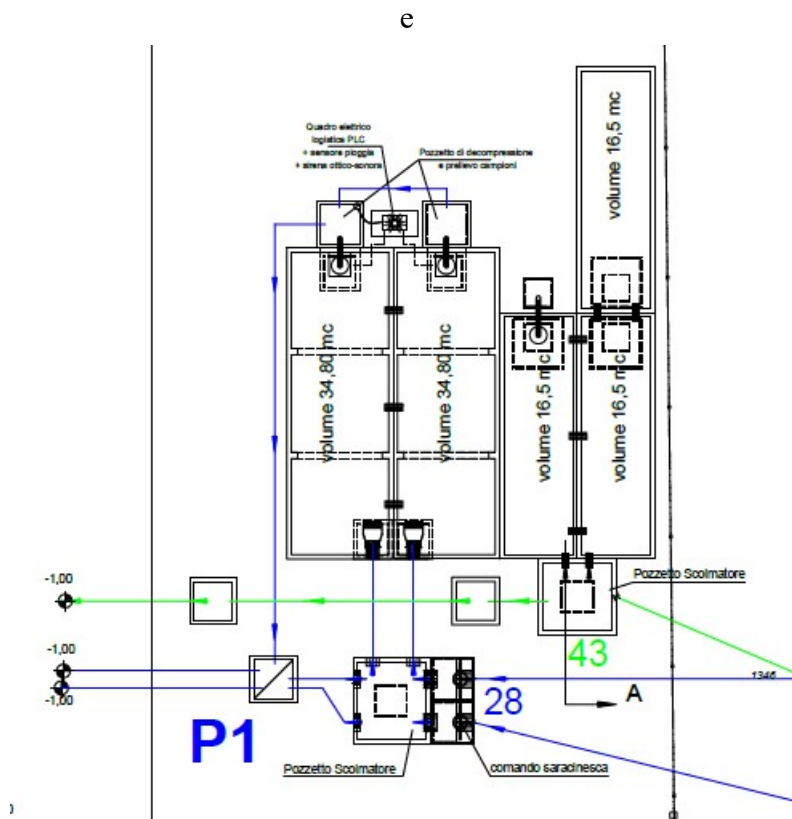 e
Quadro elettrico
logistica PLC
+ sensore pioggia
+ sirena ottico-sonora
Pozzetto di decompressione
e prelievo campioni
volume 16,5 mc
volume 34,80 mc
volume 34,80 mc
volume 16,5 mc
volume 16,5 mc
-1,00
Pozzetto Scolmatore
43
-1,00
-1,00
28
A
1346
P1
Pozzetto Scolmatore
comando saracinesca